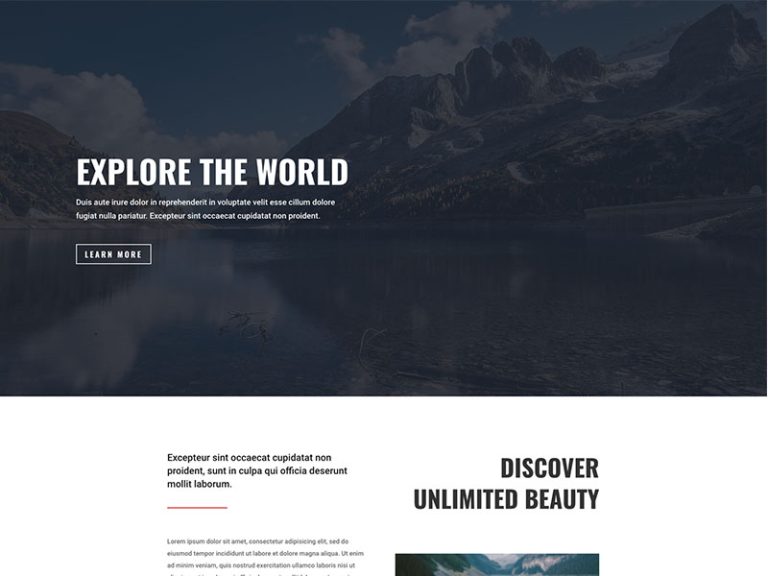 EXPLORE THE WORLD
Duis aute irure dolor in reprehenderit in voluptate velit esse cillum dolore
fugiat nulla pariatur. Excepteur sint occaecat cupidatat non proident.
LEARN MORE
Excepteur sint occaecat cupidatat non
proident, sunt in culpa qui officia deserunt
mollit laborum.
DISCOVER
UNLIMITED BEAUTY
Lorem ipsum dolor sit amet, consectetur adipisicing elit, sed do
eiusmod tempor incididunt ut labore et dolore magna aliqua. Ut enim
ad minim veniam, quis nostrud exercitation ullamco laboris nisi ut